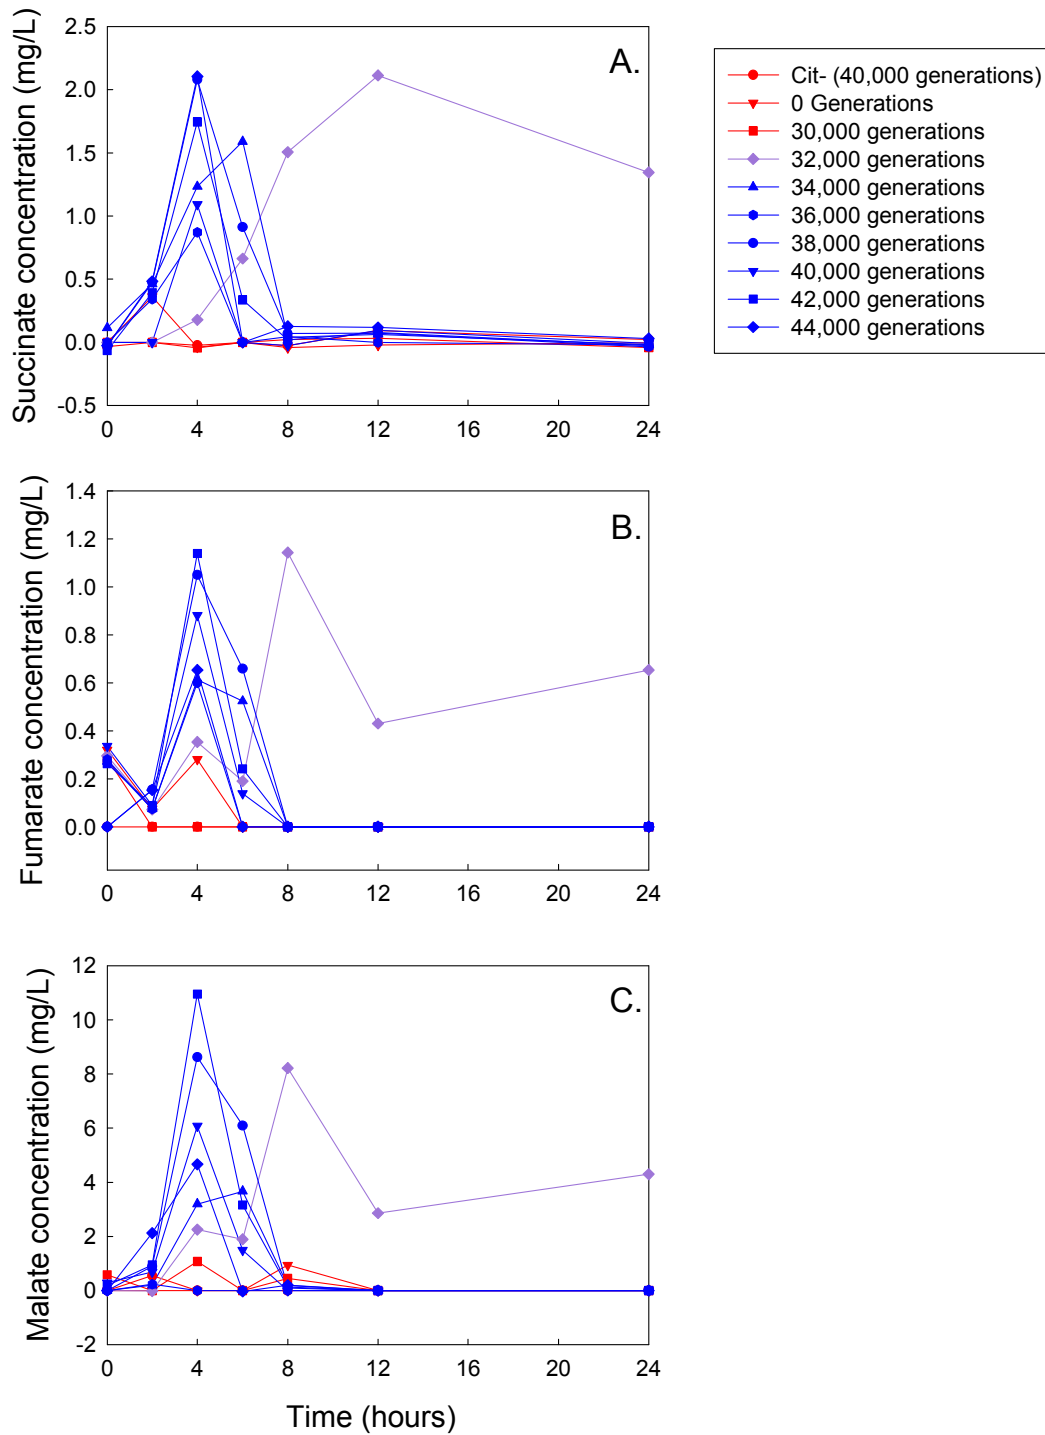 A.
Succinate concentration (mg/L)
2.5
2.0
1.5
1.0
0.5
0.0
-0.5
0 4 8 12 16 20 24
Cit- (40,000 generations)
0 Generations
30,000 generations
32,000 generations
34,000 generations
36,000 generations
38,000 generations
40,000 generations
42,000 generations
44,000 generations
B.
Fumarate concentration (mg/L)
1.4
1.2
1.0
0.8
0.6
0.4
0.2
0.0
0 4 8 12 16 20 24
C.
Malate concentration (mg/L)
12
10
8
6
4
2
0
-2
0 4 8 12 16 20 24
Time (hours)